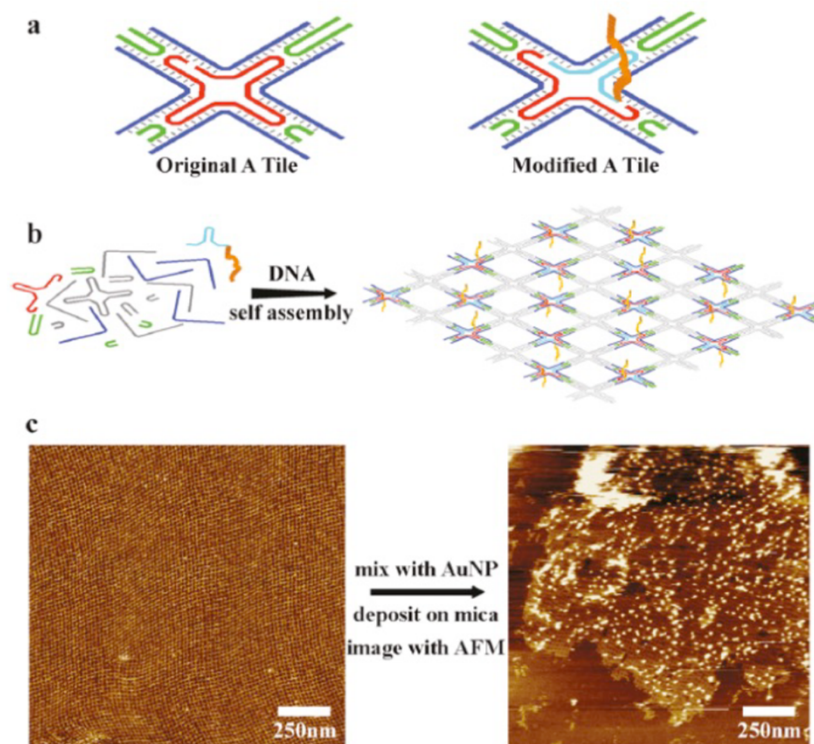 a
Original A Tile
Modified A Tile
b
DNA
self assembly
c
mix with AuNP
deposit on mica
image with AFM
250nm
250nm